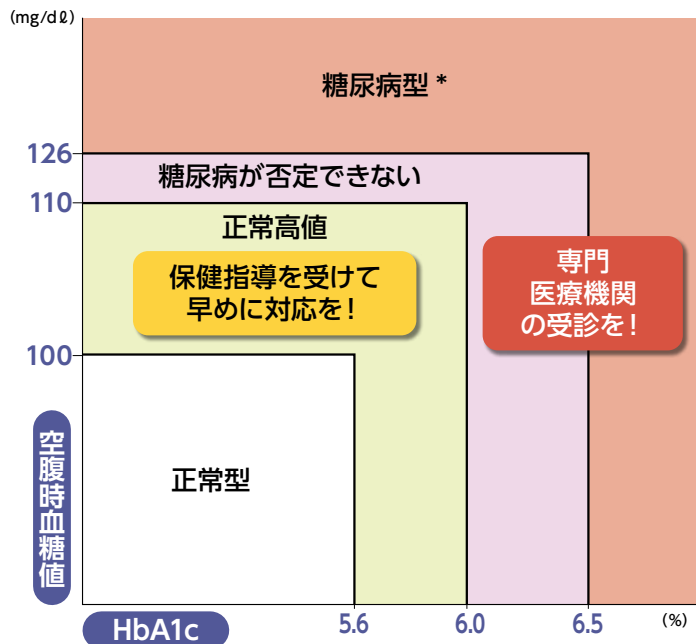 (mg/dℓ)
糖尿病型 *
126
糖尿病が否定できない
110
正常高値
保健指導を受けて
早めに対応を!
専門
医療機関
の受診を!
100
空腹時血糖値
正常型
HbA1c
5.6
6.0
6.5
(%)